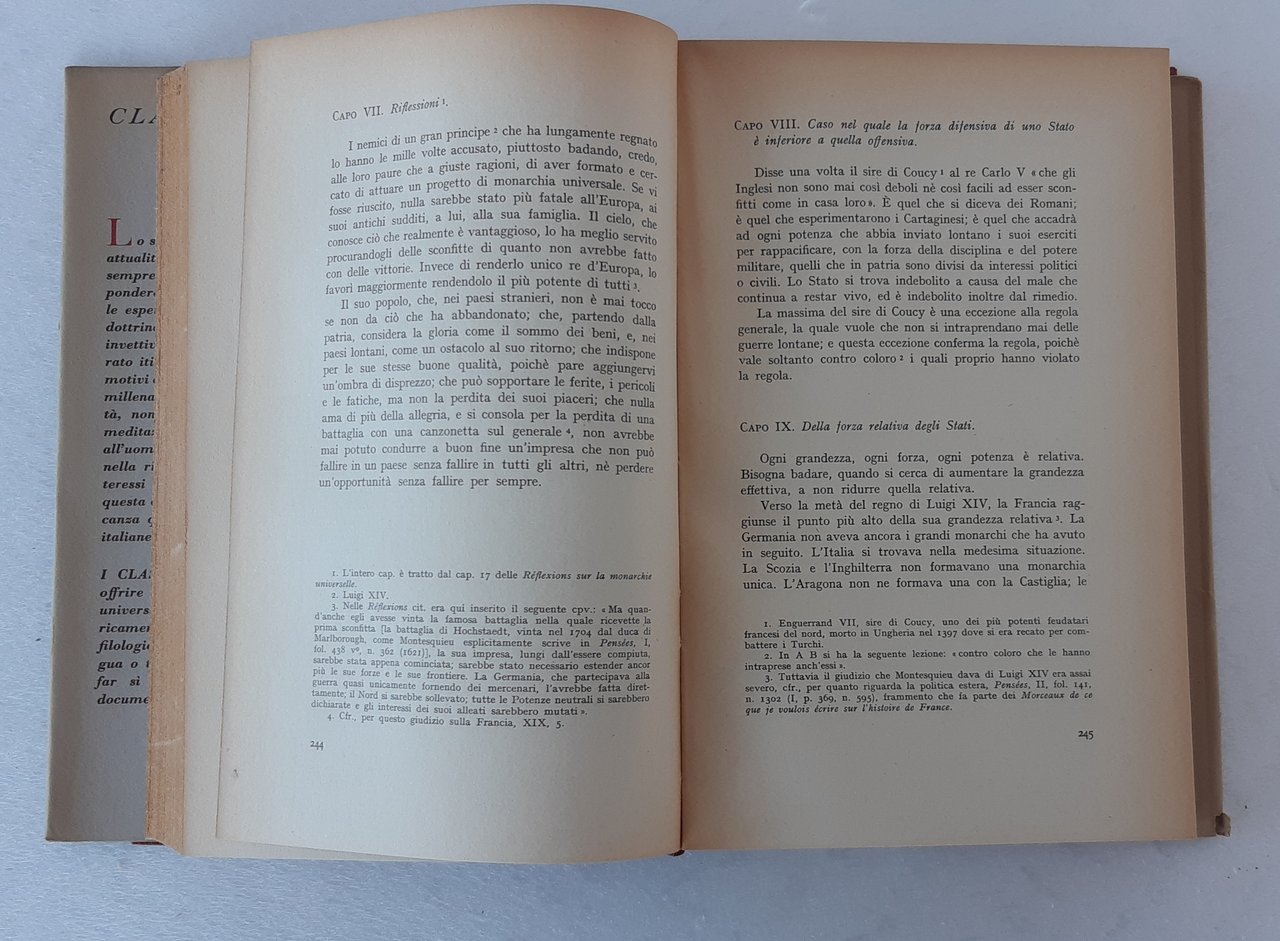 CLA
Lo s
attualit
sempre
ponder
le espe
dottrin
invettiv
rato iti
motivi
millena
tà, non
medita
all'uom
nella ri
teressi
questa
canza
italiane
I CLAS
offrire
univers
ricamen
filologi
gua o t
far sì
docume
Capo VII. Riflessioni ¹.
I nemici di un gran principe ² che ha lungamente regnato
lo hanno le mille volte accusato, piuttosto badando, credo,
alle loro paure che a giuste ragioni, di aver formato e cer-
cato di attuare un progetto di monarchia universale. Se vi
fosse riuscito, nulla sarebbe stato più fatale all'Europa, ai
suoi antichi sudditi, a lui, alla sua famiglia. Il cielo, che
conosce ciò che realmente è vantaggioso, lo ha meglio servito
procurandogli delle sconfitte di quanto non avrebbe fatto
con delle vittorie. Invece di renderlo unico re d'Europa, lo
favorì maggiormente rendendolo il più potente di tutti ³.
Il suo popolo, che, nei paesi stranieri, non è mai tocco
se non da ciò che ha abbandonato; che, partendo dalla
patria, considera la gloria come il sommo dei beni, e, nei
paesi lontani, come un ostacolo al suo ritorno; che indispone
per le sue stesse buone qualità, poichè pare aggiungervi
un'ombra di disprezzo; che può sopportare le ferite, i pericoli
e le fatiche, ma non la perdita dei suoi piaceri; che nulla
ama di più della allegria, e si consola per la perdita di una
battaglia con una canzonetta sul generale ⁴, non avrebbe
mai potuto condurre a buon fine un'impresa che non può
fallire in un paese senza fallire in tutti gli altri, nè perdere
un'opportunità senza fallire per sempre.
1. L'intero cap. è tratto dal cap. 17 delle Réflexions sur la monarchie
universelle.
2. Luigi XIV.
3. Nelle Réflexions cit. era qui inserito il seguente cpv.: « Ma quan-
d'anche egli avesse vinta la famosa battaglia nella quale ricevette la
prima sconfitta [la battaglia di Hochstaedt, vinta nel 1704 dal duca di
Marlborough, come Montesquieu esplicitamente scrive in Pensées, I,
fol. 438 vº, n. 362 (1621)], la sua impresa, lungi dall'essere compiuta,
sarebbe stata appena cominciata; sarebbe stato necessario estender ancor
più le sue forze e le sue frontiere. La Germania, che partecipava alla
guerra quasi unicamente fornendo dei mercenari, l'avrebbe fatta diret-
tamente; il Nord si sarebbe sollevato; tutte le Potenze neutrali si sarebbero
dichiarate e gli interessi dei suoi alleati sarebbero mutati ».
4. Cfr., per questo giudizio sulla Francia, XIX, 5.
244
Capo VIII. Caso nel quale la forza difensiva di uno Stato
è inferiore a quella offensiva.
Disse una volta il sire di Coucy ¹ al re Carlo V « che gli
Inglesi non sono mai così deboli nè così facili ad esser scon-
fitti come in casa loro ». È quel che si diceva dei Romani;
è quel che esperimentarono i Cartaginesi; è quel che accadrà
ad ogni potenza che abbia inviato lontano i suoi eserciti
per rappacificare, con la forza della disciplina e del potere
militare, quelli che in patria sono divisi da interessi politici
o civili. Lo Stato si trova indebolito a causa del male che
continua a restar vivo, ed è indebolito inoltre dal rimedio.
La massima del sire di Coucy è una eccezione alla regola
generale, la quale vuole che non si intraprendano mai delle
guerre lontane; e questa eccezione conferma la regola, poichè
vale soltanto contro coloro ² i quali proprio hanno violato
la regola.
Capo IX. Della forza relativa degli Stati.
Ogni grandezza, ogni forza, ogni potenza è relativa.
Bisogna badare, quando si cerca di aumentare la grandezza
effettiva, a non ridurre quella relativa.
Verso la metà del regno di Luigi XIV, la Francia rag-
giunse il punto più alto della sua grandezza relativa ³. La
Germania non aveva ancora i grandi monarchi che ha avuto
in seguito. L'Italia si trovava nella medesima situazione.
La Scozia e l'Inghilterra non formavano una monarchia
unica. L'Aragona non ne formava una con la Castiglia; le
1. Enguerrand VII, sire di Coucy, uno dei più potenti feudatari
francesi del nord, morto in Ungheria nel 1397 dove si era recato per com-
battere i Turchi.
2. In A B si ha la seguente lezione: « contro coloro che le hanno
intraprese anch'essi ».
3. Tuttavia il giudizio che Montesquieu dava di Luigi XIV era assai
severo, cfr., per quanto riguarda la politica estera, Pensées, II, fol. 141,
n. 1302 (I, p. 369, n. 595), frammento che fa parte dei Morceaux de ce
que je voulois écrire sur l'histoire de France.
245